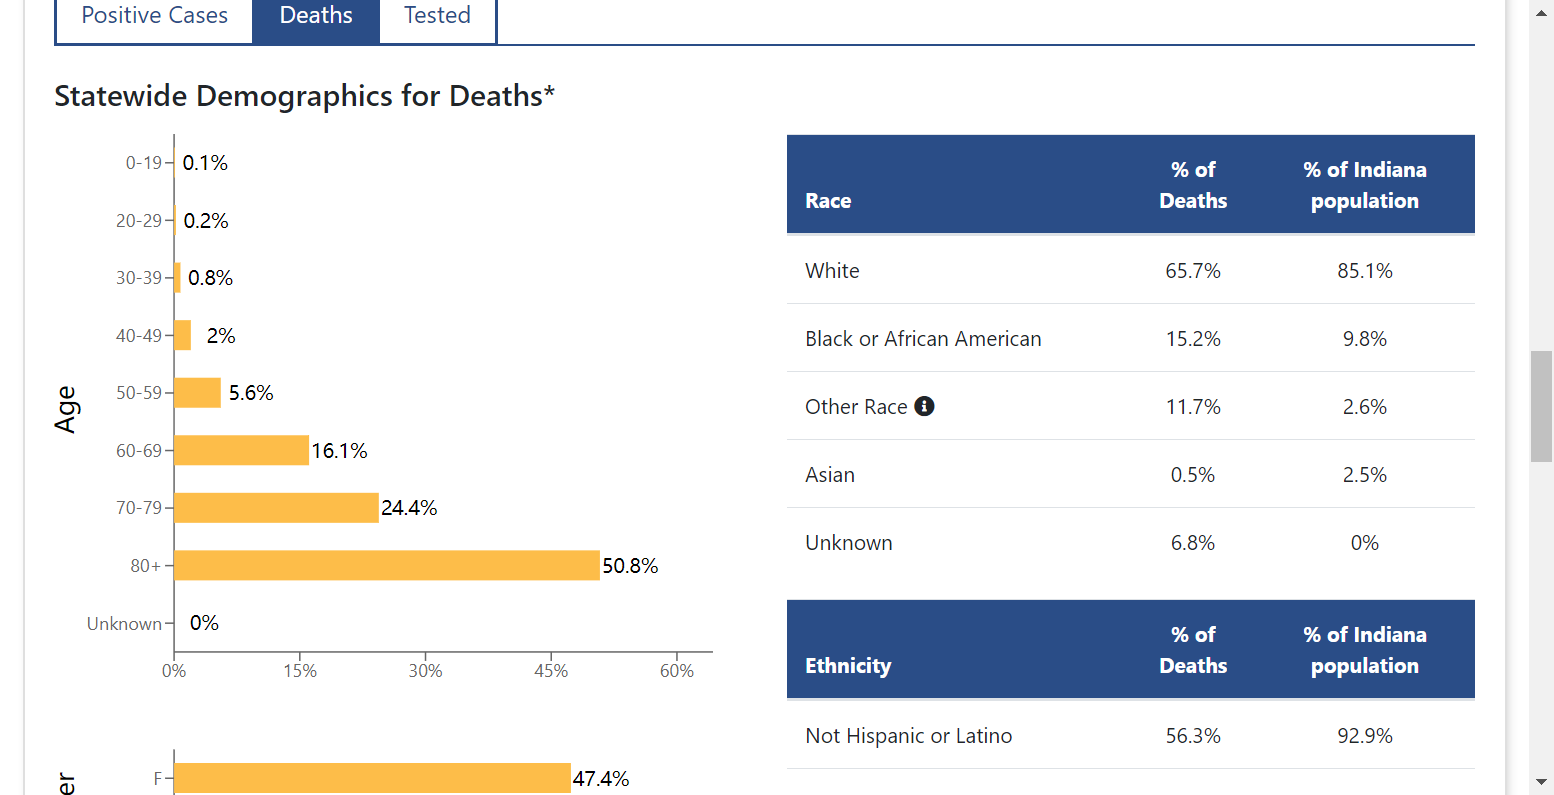 Positive Cases Deaths Tested
Statewide Demographics for Deaths*
Age
0-19 0.1%
20-29 0.2%
30-39 0.8%
40-49 2%
50-59 5.6%
60-69 16.1%
70-79 24.4%
80+ 50.8%
Unknown 0%
0% 15% 30% 45% 60%
er
F 47.4%
Race % of Deaths % of Indiana population
White 65.7% 85.1%
Black or African American 15.2% 9.8%
Other Race 11.7% 2.6%
Asian 0.5% 2.5%
Unknown 6.8% 0%
Ethnicity % of Deaths % of Indiana population
Not Hispanic or Latino 56.3% 92.9%